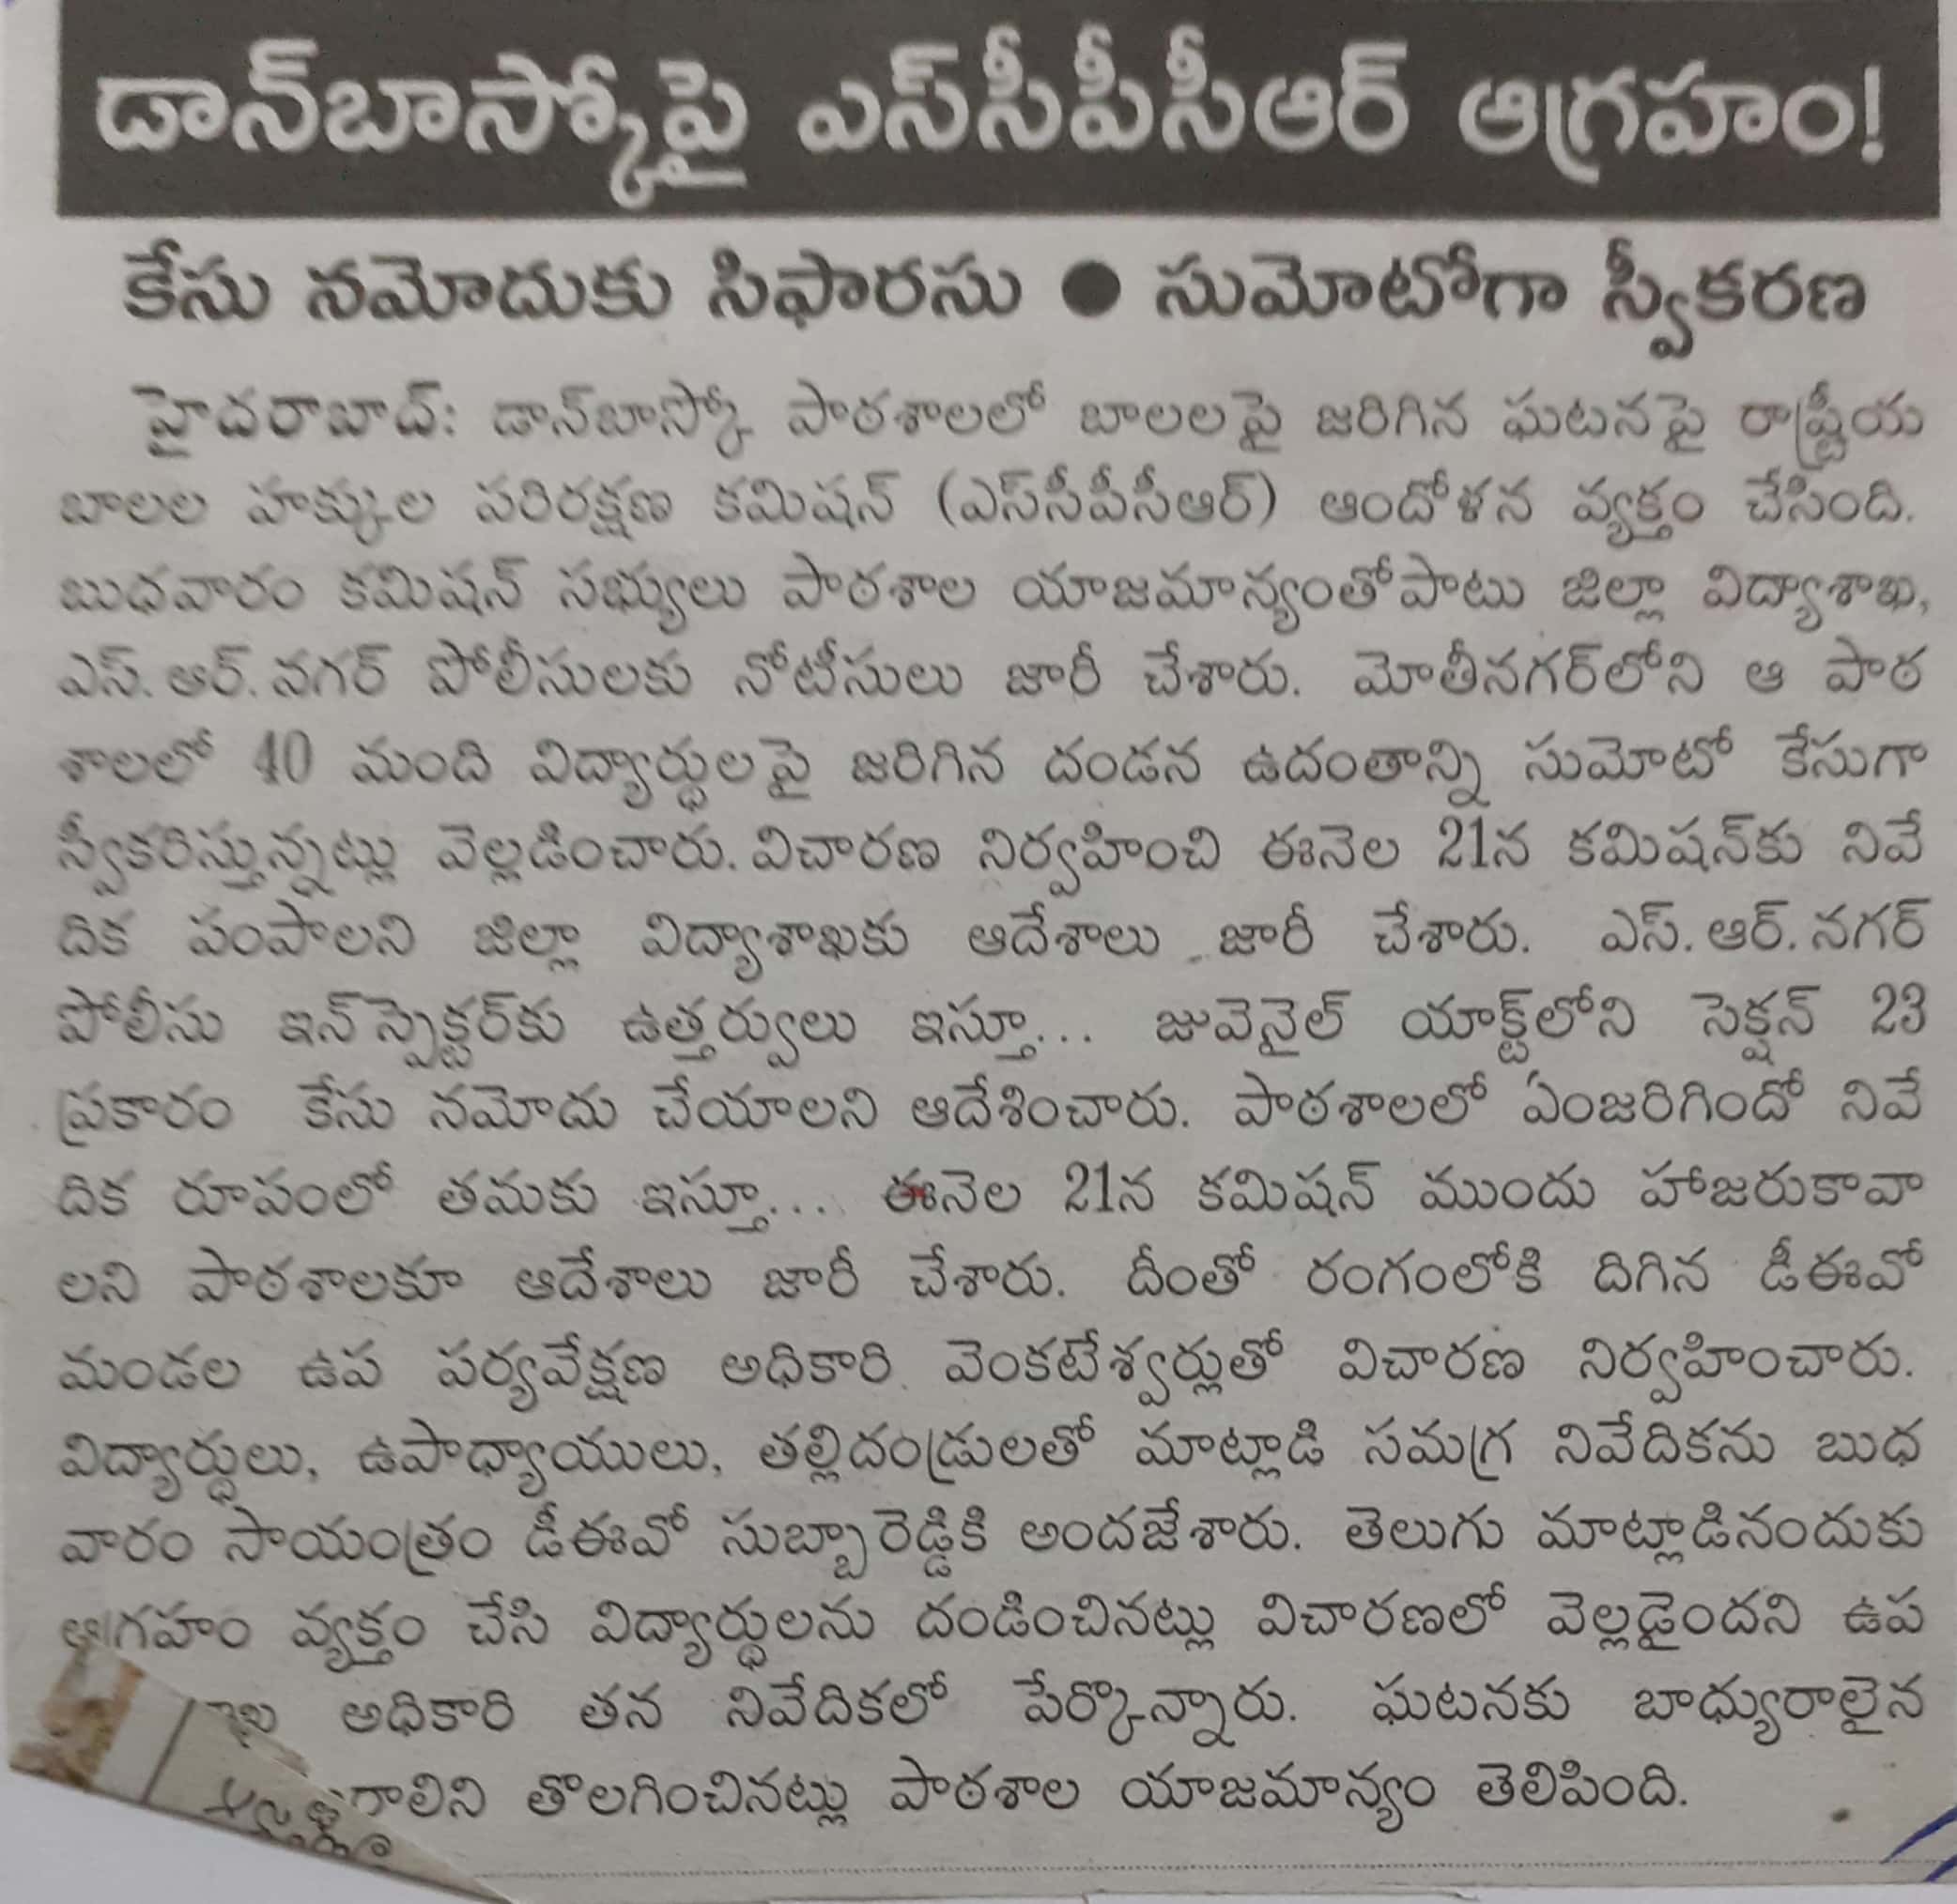 డాన్‌బాస్కోపై ఎస్‌సీపీసీఆర్ ఆగ్రహం!
కేసు నమోదుకు సిఫారసు ● సుమోటోగా స్వీకరణ
హైదరాబాద్: డాన్‌బాస్కో పాఠశాలలో బాలలపై జరిగిన ఘటనపై రాష్ట్రీయ
బాలల హక్కుల పరిరక్షణ కమిషన్ (ఎస్‌సీపీసీఆర్) ఆందోళన వ్యక్తం చేసింది.
బుధవారం కమిషన్ సభ్యులు పాఠశాల యాజమాన్యంతోపాటు జిల్లా విద్యాశాఖ,
ఎస్.ఆర్.నగర్ పోలీసులకు నోటీసులు జారీ చేశారు. మోతీనగర్‌లోని ఆ పాఠ
శాలలో 40 మంది విద్యార్థులపై జరిగిన దండన ఉదంతాన్ని సుమోటో కేసుగా
స్వీకరిస్తున్నట్లు వెల్లడించారు. విచారణ నిర్వహించి ఈనెల 21న కమిషన్‌కు నివే
దిక పంపాలని జిల్లా విద్యాశాఖకు ఆదేశాలు జారీ చేశారు. ఎస్.ఆర్.నగర్
పోలీసు ఇన్‌స్పెక్టర్‌కు ఉత్తర్వులు ఇస్తూ... జువెనైల్ యాక్ట్‌లోని సెక్షన్ 23
ప్రకారం కేసు నమోదు చేయాలని ఆదేశించారు. పాఠశాలలో ఏంజరిగిందో నివే
దిక రూపంలో తమకు ఇస్తూ... ఈనెల 21న కమిషన్ ముందు హాజరుకావా
లని పాఠశాలకూ ఆదేశాలు జారీ చేశారు. దీంతో రంగంలోకి దిగిన డీఈవో
మండల ఉప పర్యవేక్షణ అధికారి వెంకటేశ్వర్లుతో విచారణ నిర్వహించారు.
విద్యార్థులు, ఉపాధ్యాయులు, తల్లిదండ్రులతో మాట్లాడి సమగ్ర నివేదికను బుధ
వారం సాయంత్రం డీఈవో సుబ్బారెడ్డికి అందజేశారు. తెలుగు మాట్లాడినందుకు
ఆగ్రహం వ్యక్తం చేసి విద్యార్థులను దండించినట్లు విచారణలో వెల్లడైందని ఉప
అధికారి తన నివేదికలో పేర్కొన్నారు. ఘటనకు బాధ్యురాలైన
తొలగించినట్లు పాఠశాల యాజమాన్యం తెలిపింది.